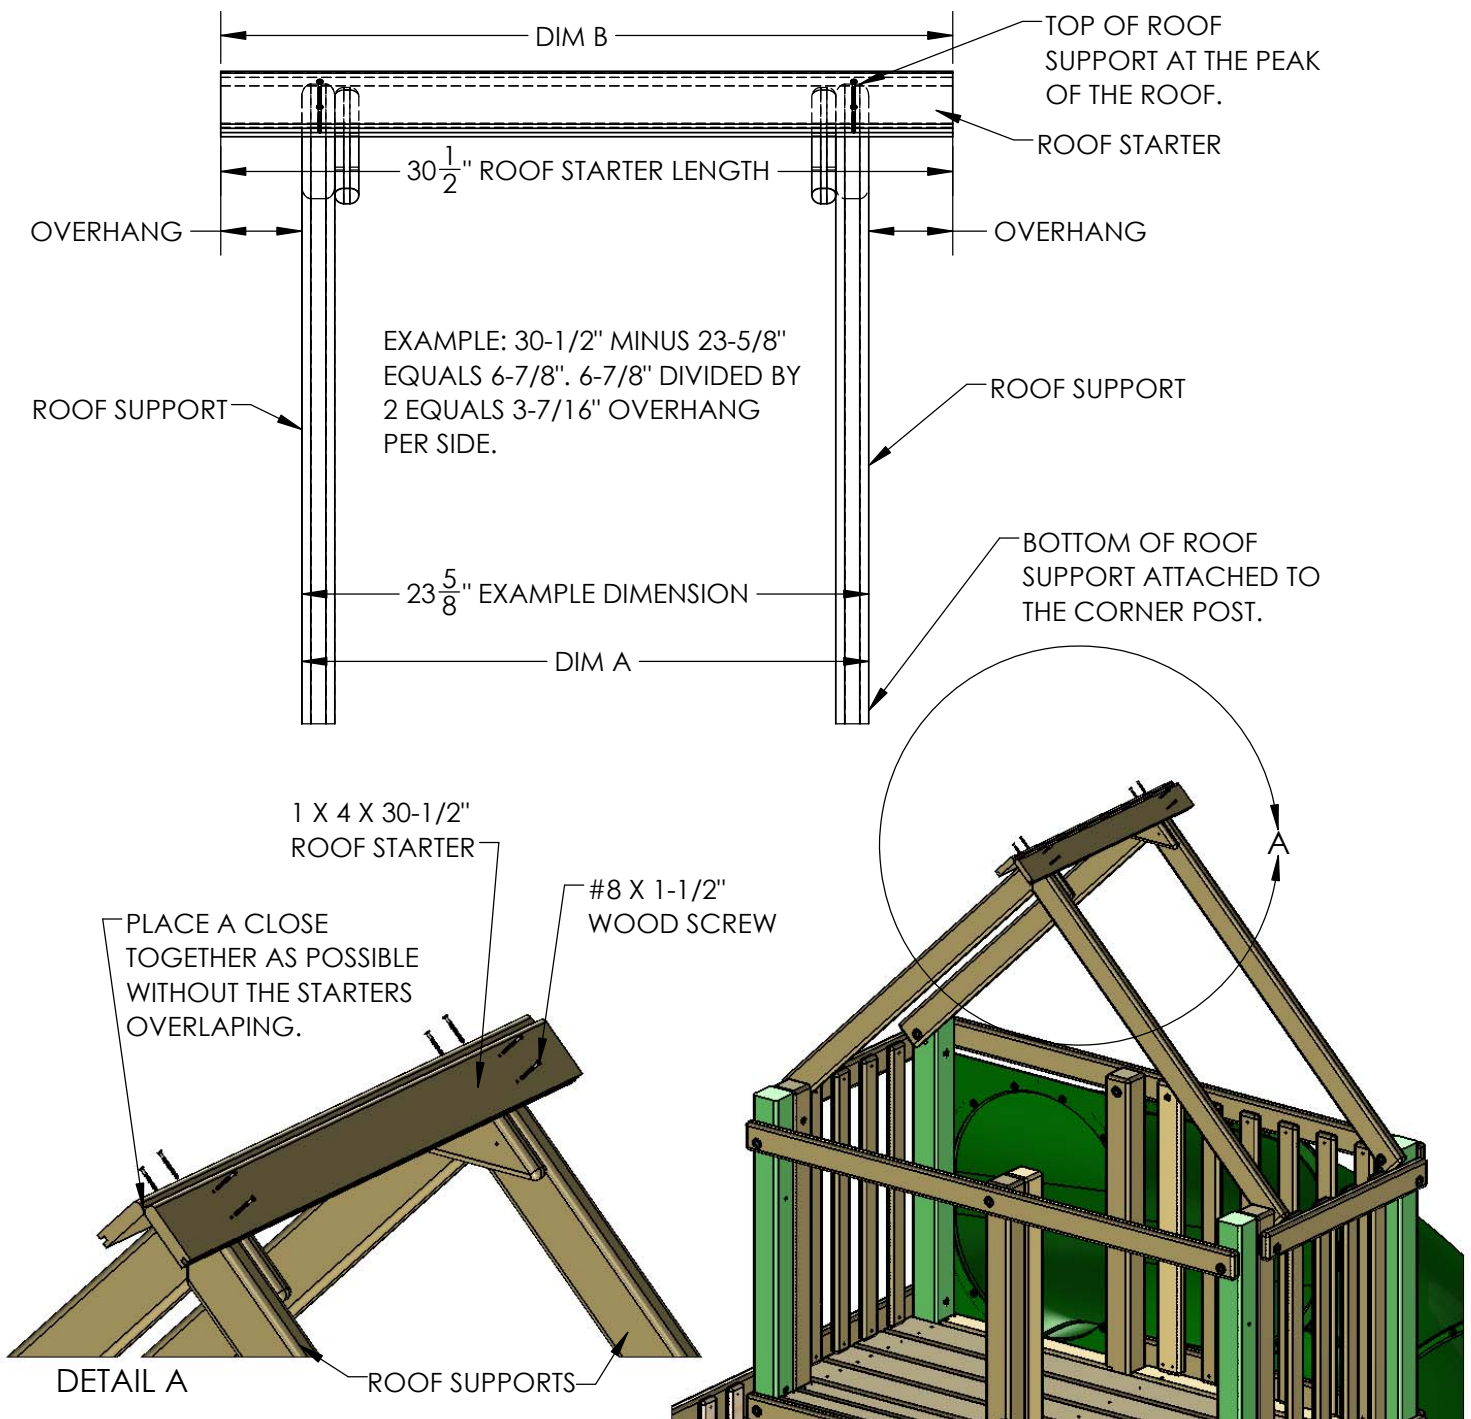 DIM B
TOP OF ROOF
SUPPORT AT THE PEAK
OF THE ROOF.
ROOF STARTER
30 1/2" ROOF STARTER LENGTH
OVERHANG
OVERHANG
EXAMPLE: 30-1/2" MINUS 23-5/8"
EQUALS 6-7/8". 6-7/8" DIVIDED BY
2 EQUALS 3-7/16" OVERHANG
PER SIDE.
ROOF SUPPORT
ROOF SUPPORT
BOTTOM OF ROOF
SUPPORT ATTACHED TO
THE CORNER POST.
23 5/8" EXAMPLE DIMENSION
DIM A
1 X 4 X 30-1/2"
ROOF STARTER
#8 X 1-1/2"
WOOD SCREW
PLACE A CLOSE
TOGETHER AS POSSIBLE
WITHOUT THE STARTERS
OVERLAPING.
A
DETAIL A
ROOF SUPPORTS